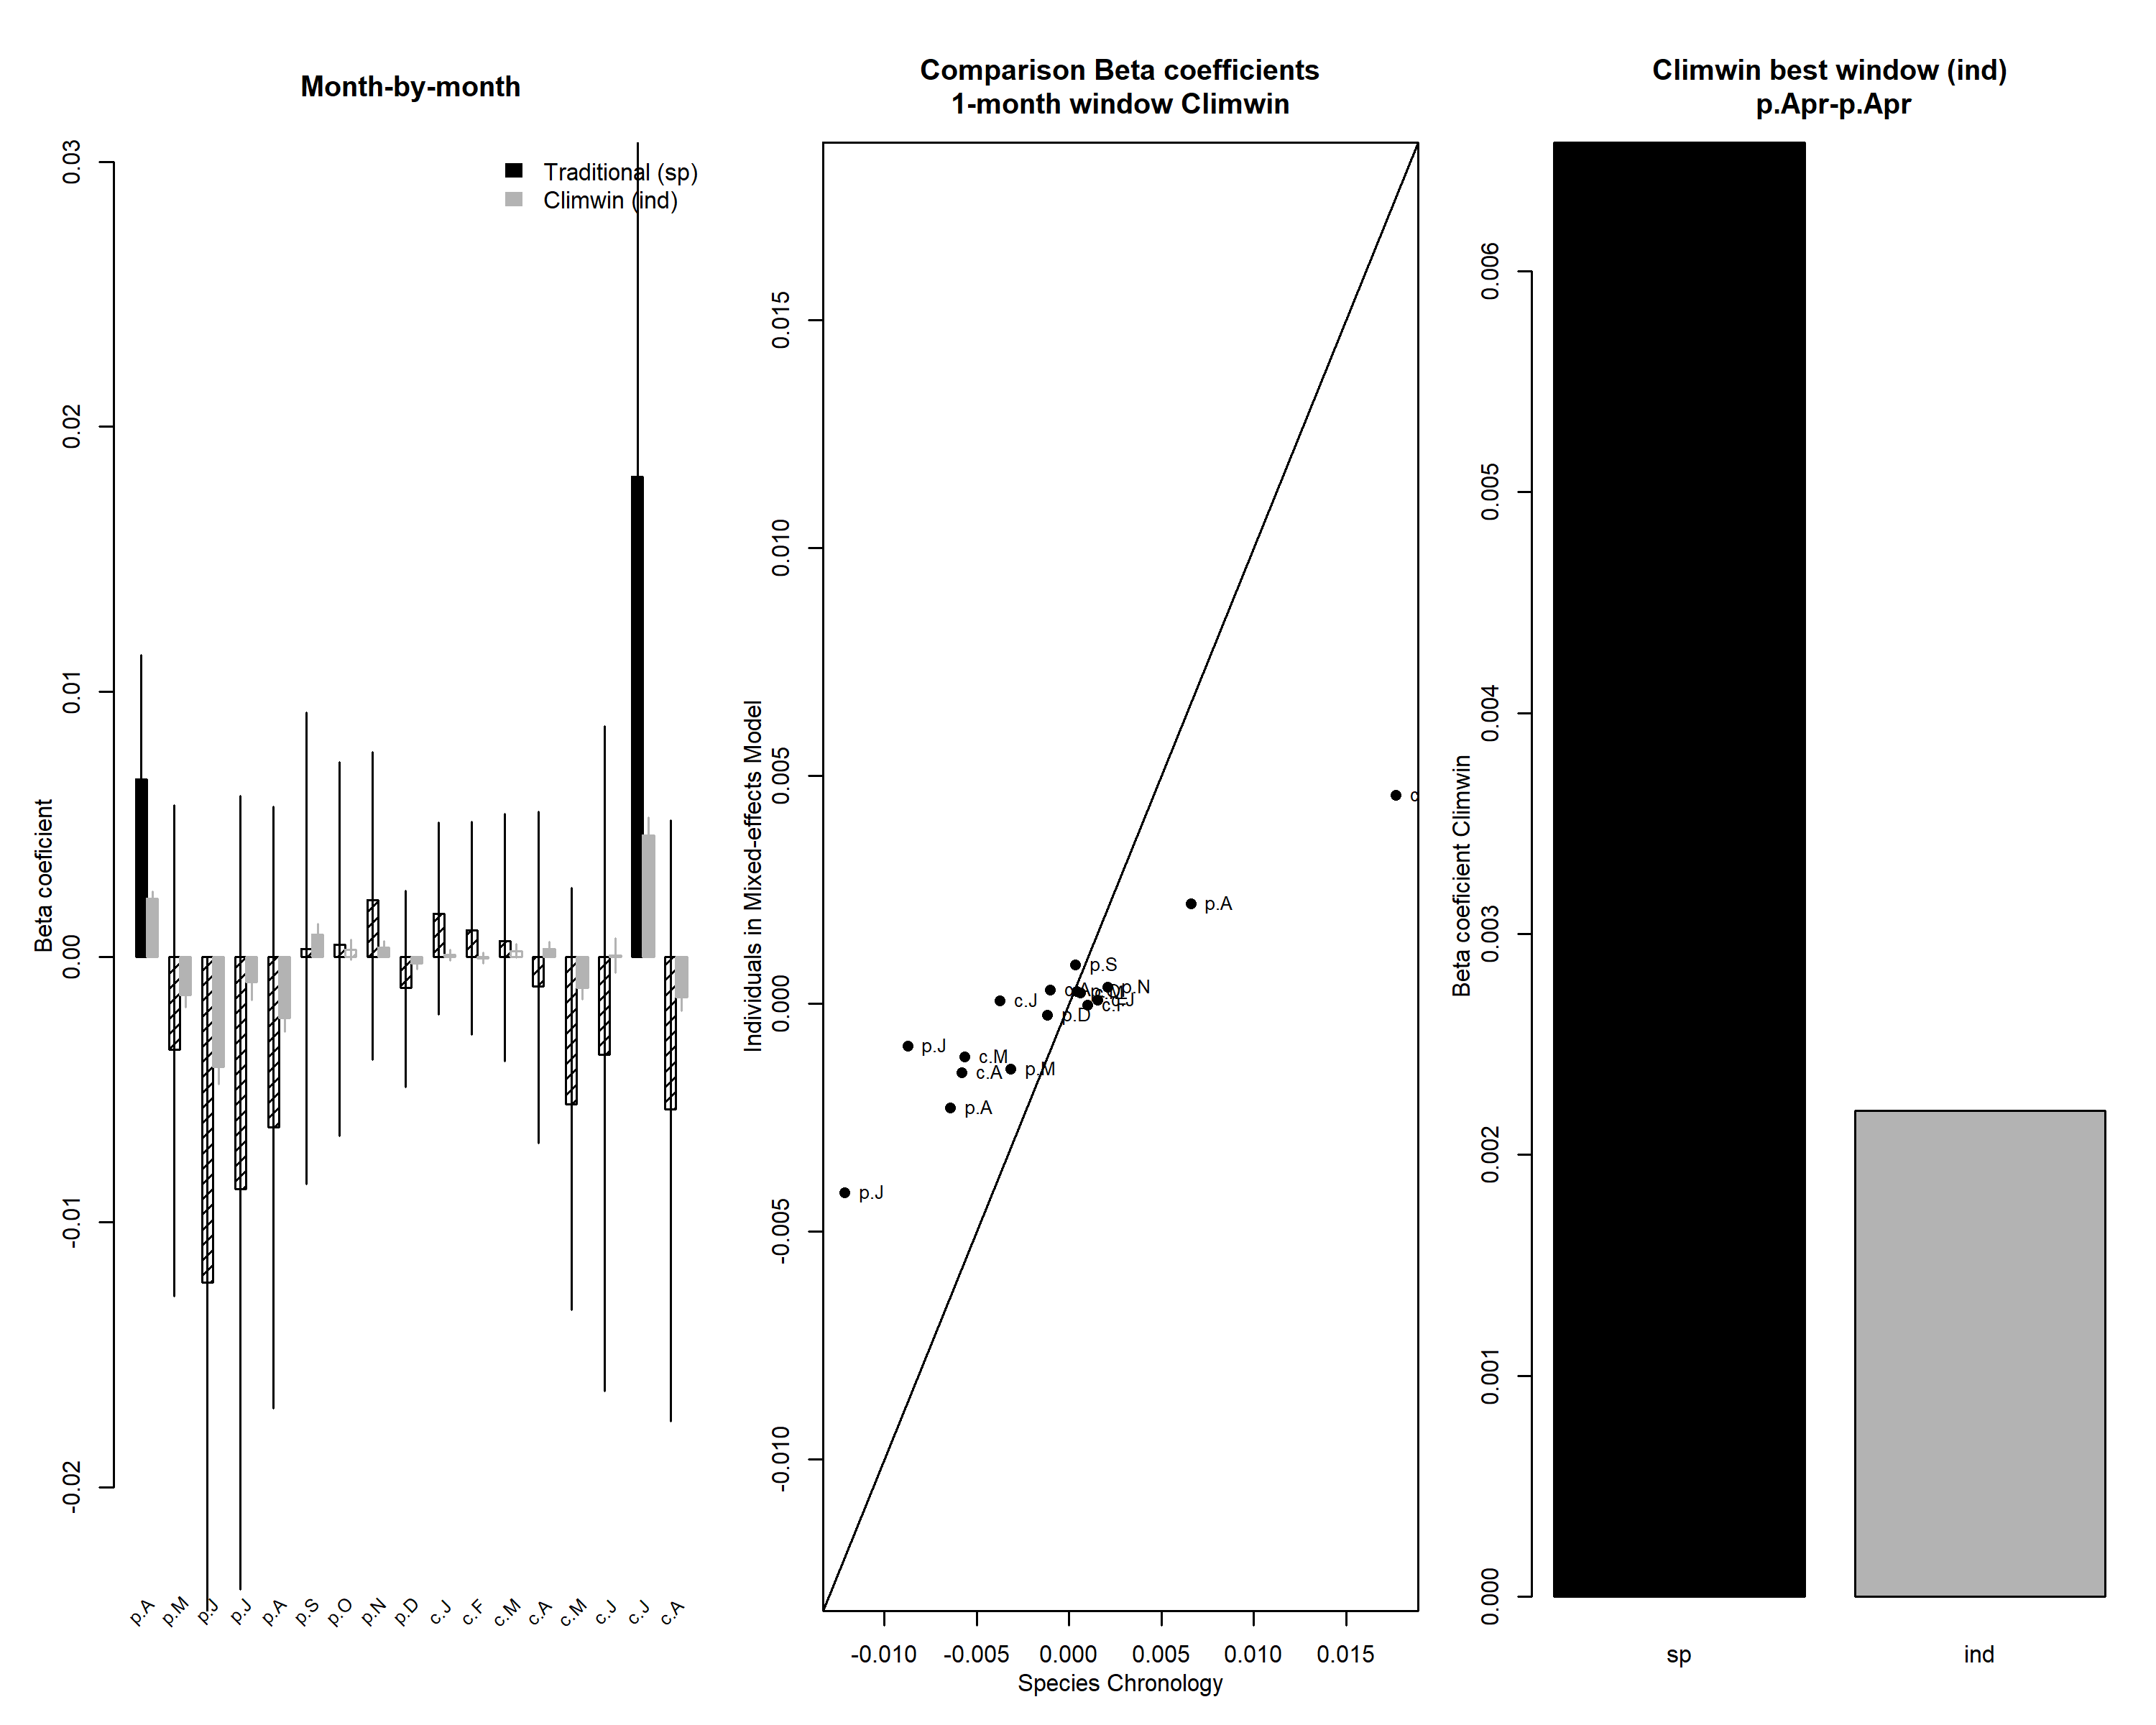 Month-by-month
Traditional (sp)
Climwin (ind)
Beta coeficient
0.03
0.02
0.01
0.00
-0.01
-0.02
p.A
p.M
p.J
p.J
p.A
p.S
p.O
p.N
p.D
c.J
c.F
c.M
c.A
c.M
c.J
c.J
c.A
Comparison Beta coefficients
1-month window Climwin
Individuals in Mixed-effects Model
0.015
0.010
0.005
0.000
-0.005
-0.010
c
p.A
p.S
p.N
c.J
p.D
p.J
c.M
c.A
p.M
p.A
p.J
-0.010
-0.005
0.000
0.005
0.010
0.015
Species Chronology
Climwin best window (ind)
p.Apr-p.Apr
Beta coeficient Climwin
0.006
0.005
0.004
0.003
0.002
0.001
0.000
sp
ind